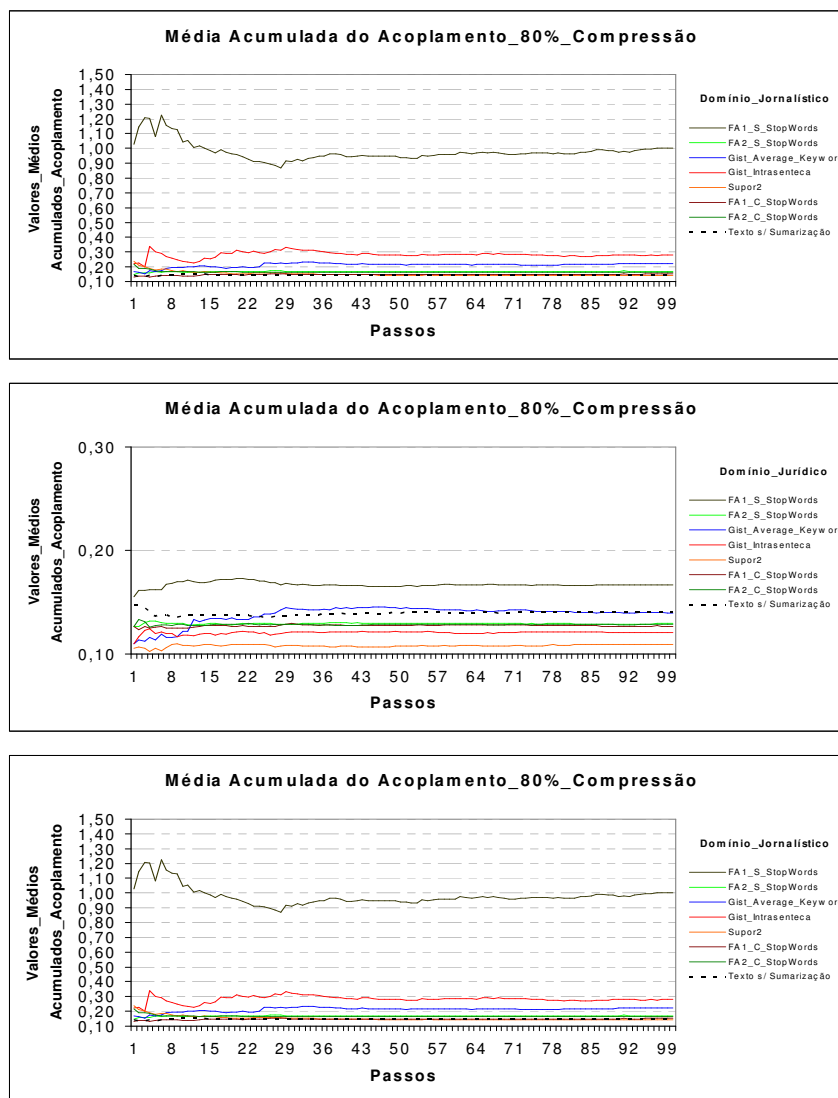 Média Acumulada do Acoplamento_80%_Compressão
Valores_Médios
Acumulados_Acoplamento
1,50
1,40
1,30
1,20
1,10
1,00
0,90
0,80
0,70
0,60
0,50
0,40
0,30
0,20
0,10
1 8 15 22 29 36 43 50 57 64 71 78 85 92 99
Passos
Domínio_Jornalístico
FA1_S_StopWords
FA2_S_StopWords
Gist_Average_Keywor
Gist_Intrasenteca
Supor2
FA1_C_StopWords
FA2_C_StopWords
Texto s/ Sumarização
Média Acumulada do Acoplamento_80%_Compressão
Valores_Médios
Acumulados_Acoplamento
0,30
0,20
0,10
1 8 15 22 29 36 43 50 57 64 71 78 85 92 99
Passos
Domínio_Jurídico
FA1_S_StopWords
FA2_S_StopWords
Gist_Average_Keywor
Gist_Intrasenteca
Supor2
FA1_C_StopWords
FA2_C_StopWords
Texto s/ Sumarização
Média Acumulada do Acoplamento_80%_Compressão
Valores_Médios
Acumulados_Acoplamento
1,50
1,40
1,30
1,20
1,10
1,00
0,90
0,80
0,70
0,60
0,50
0,40
0,30
0,20
0,10
1 8 15 22 29 36 43 50 57 64 71 78 85 92 99
Passos
Domínio_Jornalístico
FA1_S_StopWords
FA2_S_StopWords
Gist_Average_Keywor
Gist_Intrasenteca
Supor2
FA1_C_StopWords
FA2_C_StopWords
Texto s/ Sumarização